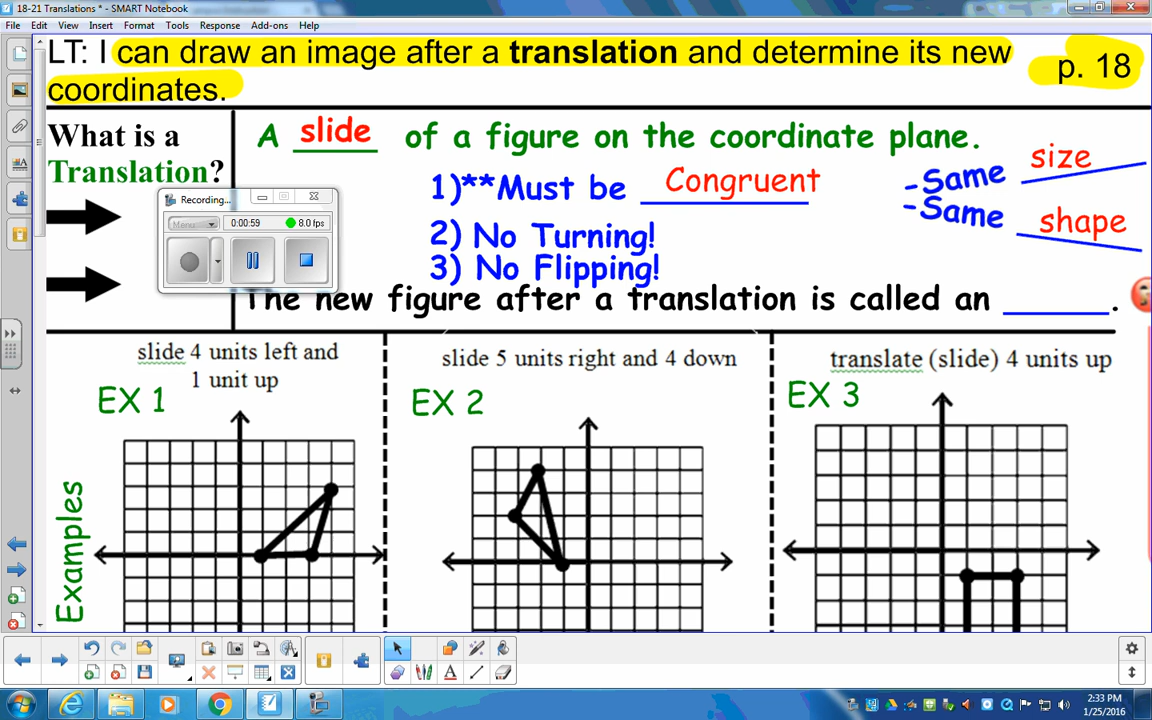 18-21 Translations * - SMART Notebook
File Edit View Insert Format Tools Response Add-ons Help
LT: I can draw an image after a translation and determine its new
coordinates.
p. 18
What is a
Translation?
A slide of a figure on the coordinate plane.
1)**Must be Congruent
-Same size
-Same shape
2) No Turning!
3) No Flipping!
Recording...
Menu
0:00:59 8.0 fps
The new figure after a translation is called an ______.
slide 4 units left and
1 unit up
EX 1
slide 5 units right and 4 down
EX 2
translate (slide) 4 units up
EX 3
Examples
2:33 PM
1/25/2016